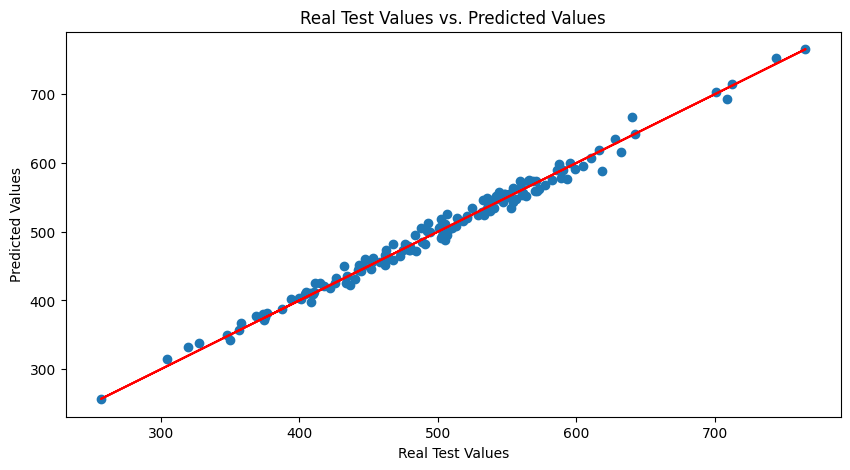 Real Test Values vs. Predicted Values
Predicted Values
700
600
500
400
300
300 400 500 600 700
Real Test Values